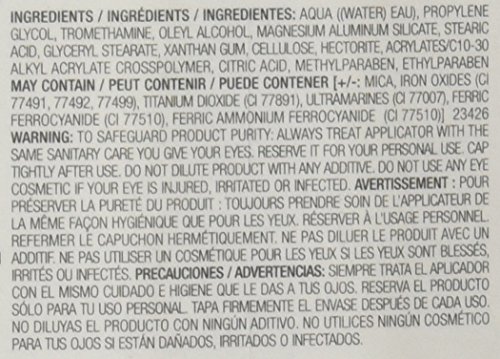 INGREDIENTS / INGRÉDIENTS / INGREDIENTES: AQUA ((WATER) EAU), PROPYLENE
GLYCOL, TROMETHAMINE, OLEYL ALCOHOL, MAGNESIUM ALUMINUM SILICATE, STEARIC
ACID, GLYCERYL STEARATE, XANTHAN GUM, CELLULOSE, HECTORITE, ACRYLATES/C10-30
ALKYL ACRYLATE CROSSPOLYMER, CITRIC ACID, METHYLPARABEN, ETHYLPARABEN
MAY CONTAIN / PEUT CONTENIR / PUEDE CONTENER [+/-: MICA, IRON OXIDES (CI
77491, 77492, 77499), TITANIUM DIOXIDE (CI 77891), ULTRAMARINES (CI 77007), FERRIC
FERROCYANIDE (CI 77510), FERRIC AMMONIUM FERROCYANIDE (CI 77510)] 23426
WARNING: TO SAFEGUARD PRODUCT PURITY: ALWAYS TREAT APPLICATOR WITH THE
SAME SANITARY CARE YOU GIVE YOUR EYES. RESERVE IT FOR YOUR PERSONAL USE. CAP
TIGHTLY AFTER USE. DO NOT DILUTE PRODUCT WITH ANY ADDITIVE. DO NOT USE ANY EYE
COSMETIC IF YOUR EYE IS INJURED, IRRITATED OR INFECTED. AVERTISSEMENT : POUR
PRÉSERVER LA PURETÉ DU PRODUIT : TOUJOURS PRENDRE SOIN DE L'APPLICATEUR DE
LA MÊME FAÇON HYGIÉNIQUE QUE POUR LES YEUX. RÉSERVER À L'USAGE PERSONNEL.
REFERMER LE CAPUCHON HERMÉTIQUEMENT. NE PAS DILUER LE PRODUIT AVEC UN
ADDITIF. NE PAS UTILISER UN COSMÉTIQUE POUR LES YEUX SI LES YEUX SONT BLESSÉS,
IRRITÉS OU INFECTÉS. PRECAUCIONES / ADVERTENCIAS: SIEMPRE TRATA EL APLICADOR
CON EL MISMO CUIDADO E HIGIENE QUE LE DAS A TUS OJOS. RESERVA EL PRODUCTO
SÓLO PARA TU USO PERSONAL. TAPA FIRMEMENTE EL ENVASE DESPUÉS DE CADA USO.
NO DILUYAS EL PRODUCTO CON NINGÚN ADITIVO. NO UTILICES NINGÚN COSMÉTICO
PARA TUS OJOS SI ESTÁN DAÑADOS, IRRITADOS O INFECTADOS.